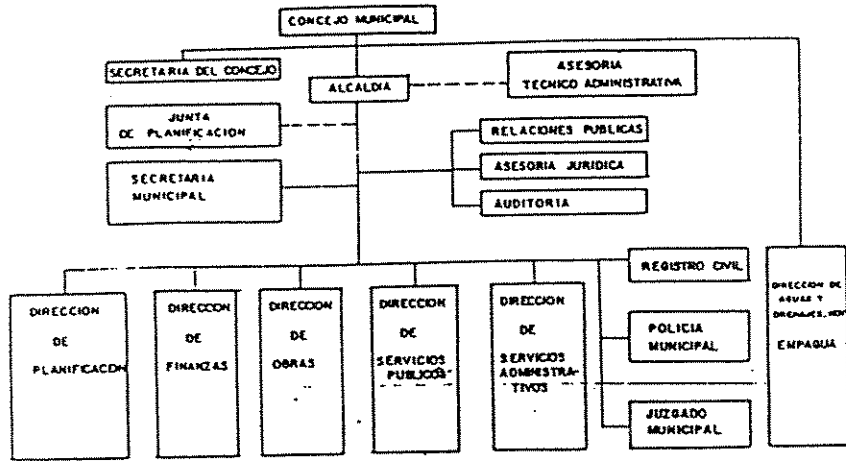 CONCEJO MUNICIPAL
SECRETARIA DEL CONCEJO
ALCALDIA
ASESORIA
TECNICO ADMINISTRATIVA
JUNTA
DE PLANIFICACION
RELACIONES PUBLICAS
SECRETARIA
MUNICIPAL
ASESORIA JURIDICA
AUDITORIA
REGISTRO CIVIL
DIRECCION
DE
PLANIFICACION
DIRECCION
DE
FINANZAS
DIRECCION
DE
OBRAS
DIRECCION
DE
SERVICIOS
PUBLICOS
DIRECCION
DE
SERVICIOS
ADMINISTRA-
TIVOS
POLICIA
MUNICIPAL
JUZGADO
MUNICIPAL
DIRECCION DE
AGUAS Y
DRENAJES,
EMPAGUA